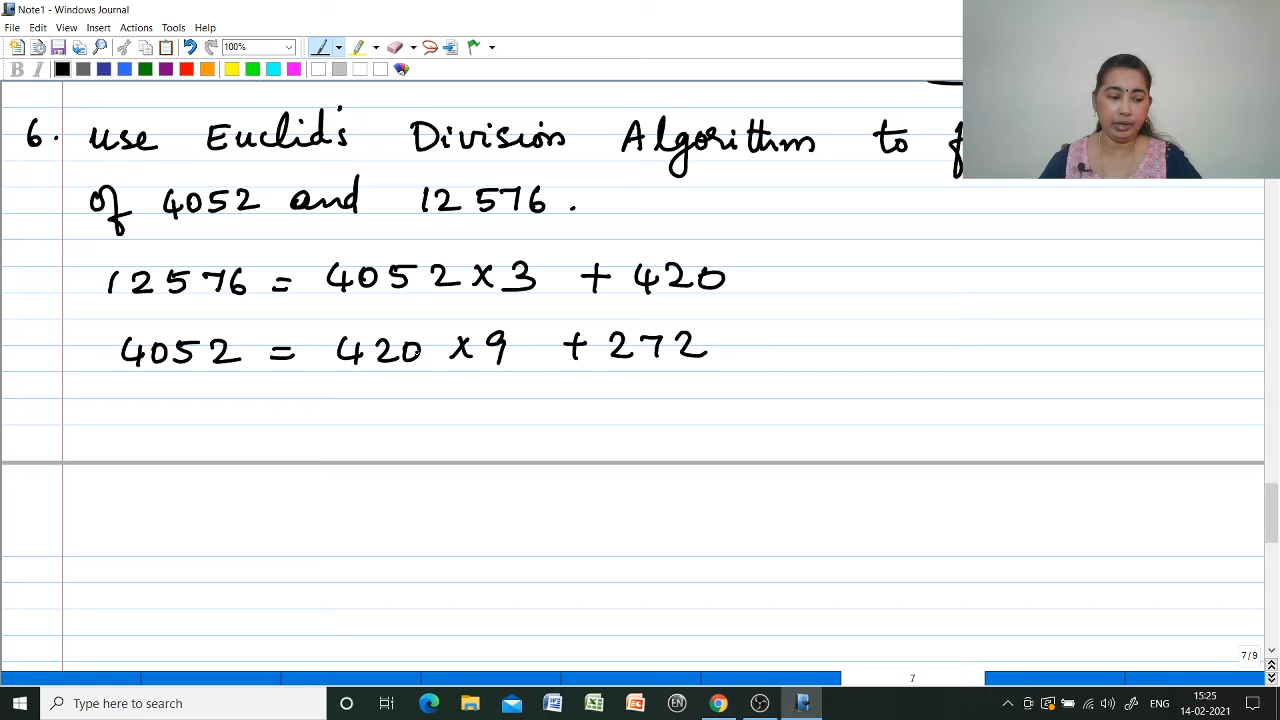 Note1 - Windows Journal
File Edit View Insert Actions Tools Help
100%
B I
6. use Euclid's Division Algorithm to
of 4052 and 12576.
12576 = 4052 x 3 + 420
4052 = 420 x 9 + 272
7/9
7
Type here to search
EN
ENG
15:25
14-02-2021